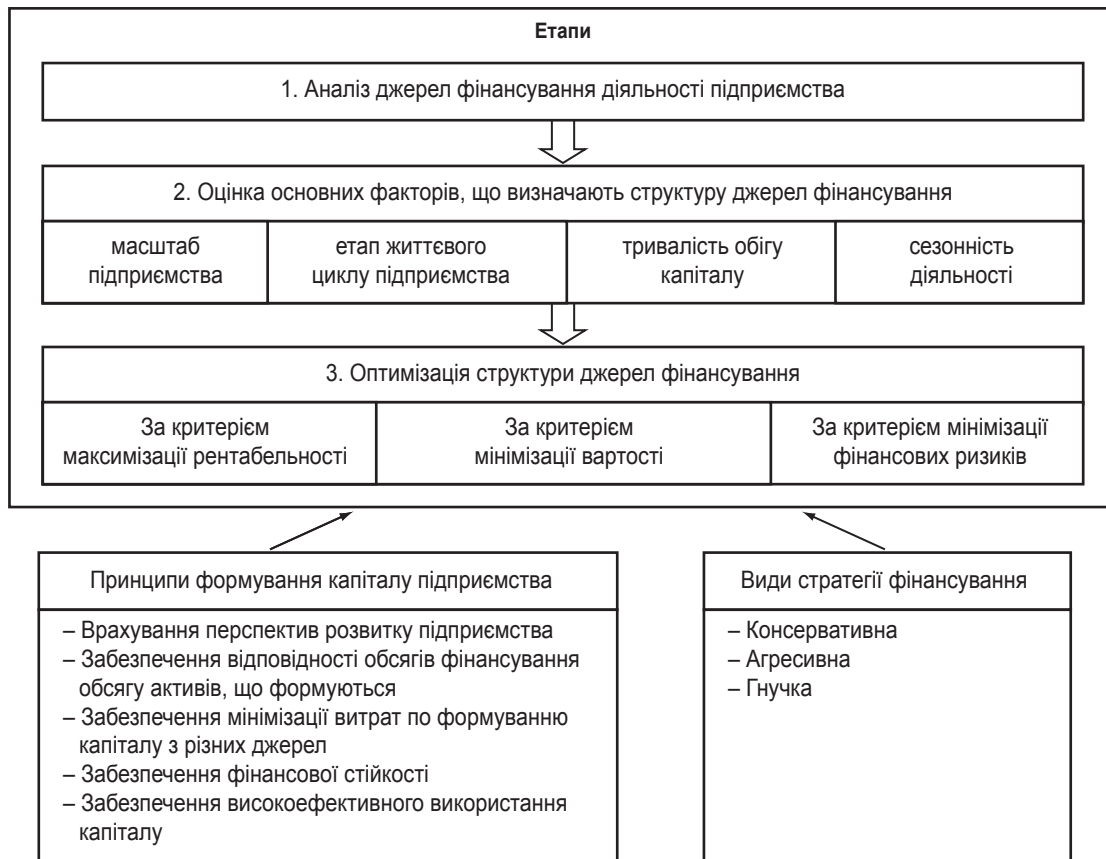 Етапи
1. Аналіз джерел фінансування діяльності підприємства
2. Оцінка основних факторів, що визначають структуру джерел фінансування
масштаб
підприємства
етап життєвого
циклу підприємства
тривалість обігу
капіталу
сезонність
діяльності
3. Оптимізація структури джерел фінансування
За критерієм
максимізації рентабельності
За критерієм
мінімізації вартості
За критерієм мінімізації
фінансових ризиків
Принципи формування капіталу підприємства
– Врахування перспектив розвитку підприємства
– Забезпечення відповідності обсягів фінансування
обсягу активів, що формуються
– Забезпечення мінімізації витрат по формуванню
капіталу з різних джерел
– Забезпечення фінансової стійкості
– Забезпечення високоефективного використання
капіталу
Види стратегії фінансування
– Консервативна
– Агресивна
– Гнучка